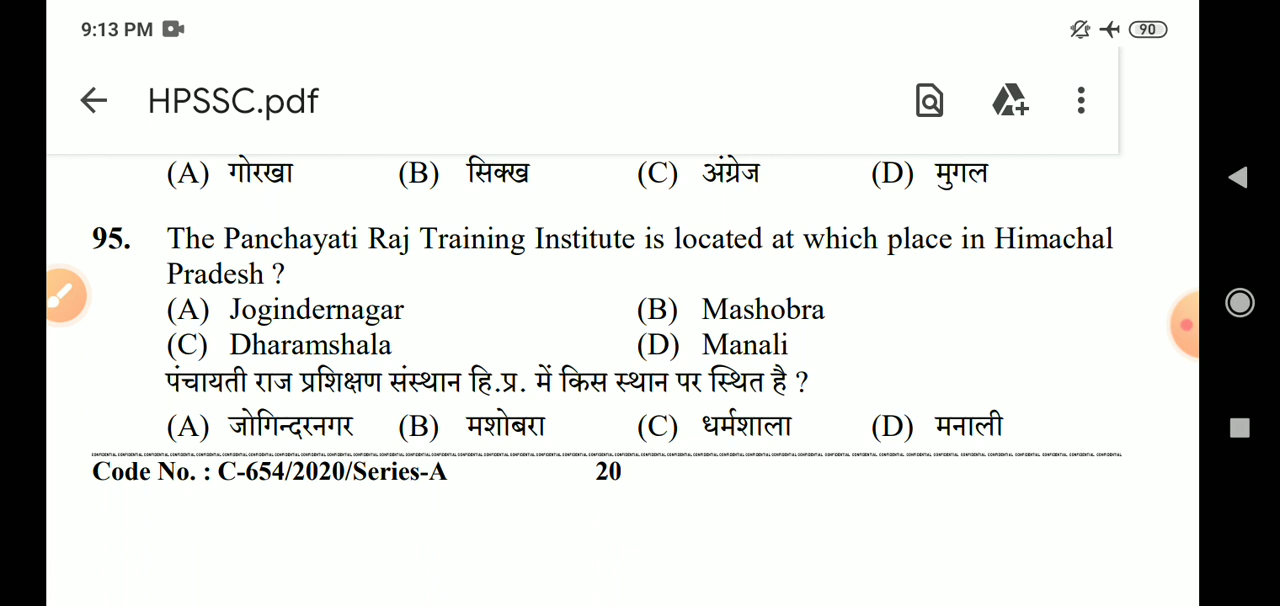 9:13 PM 90
HPSSC.pdf
(A) गोरखा (B) सिक्ख (C) अंग्रेज (D) मुगल
95. The Panchayati Raj Training Institute is located at which place in Himachal
Pradesh ?
(A) Jogindernagar (B) Mashobra
(C) Dharamshala (D) Manali
पंचायती राज प्रशिक्षण संस्थान हि.प्र. में किस स्थान पर स्थित है ?
(A) जोगिन्दरनगर (B) मशोबरा (C) धर्मशाला (D) मनाली
Code No. : C-654/2020/Series-A 20